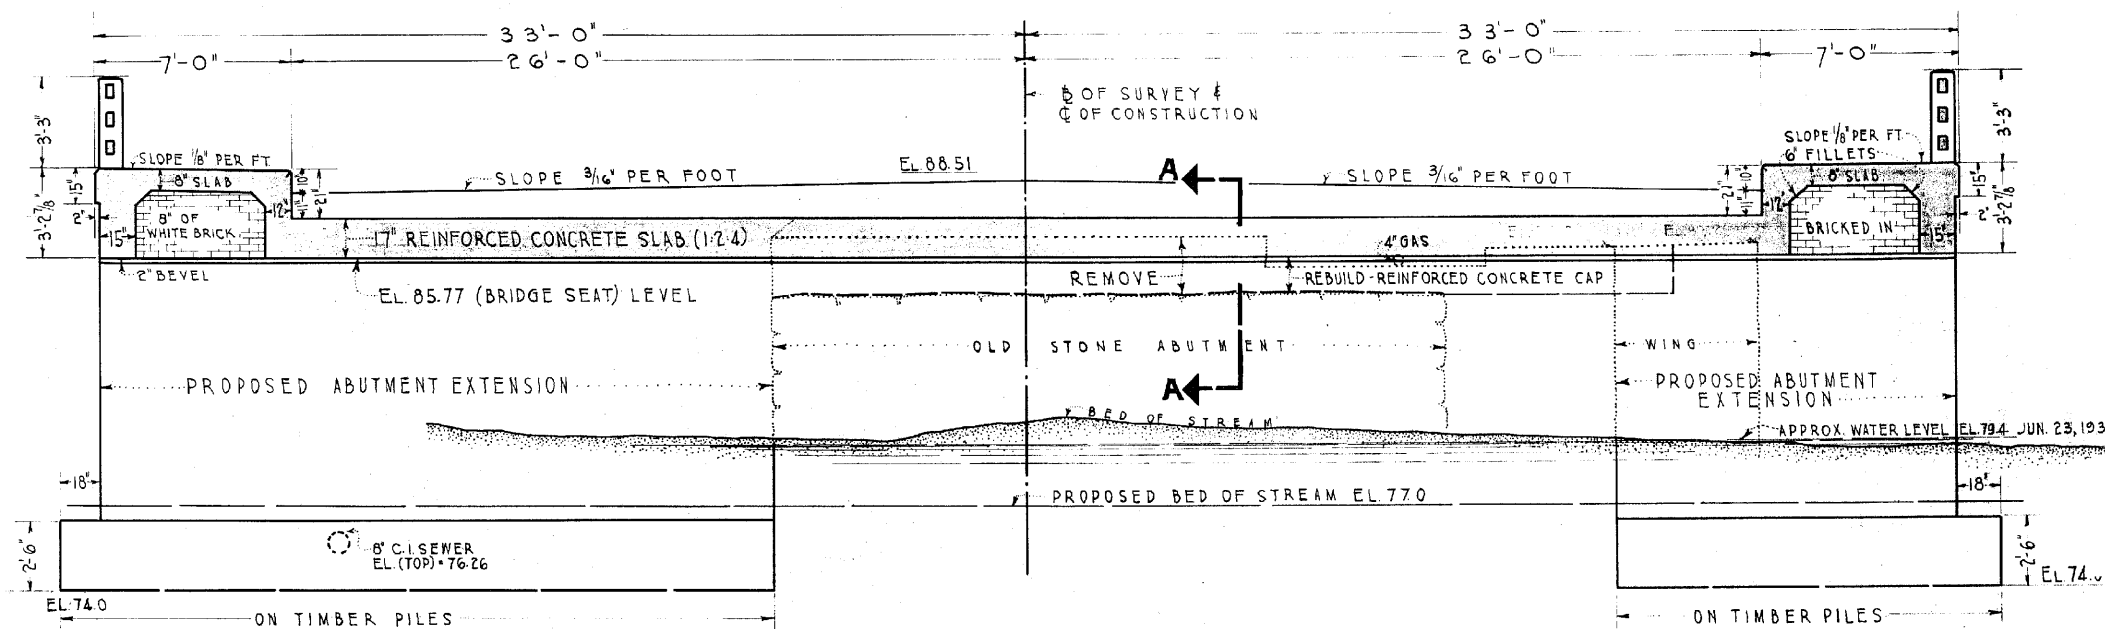 33'-0"
33'-0"
7'-0"
26'-0"
26'-0"
7'-0"
℄ OF SURVEY &
℄ OF CONSTRUCTION
3'-3"
3'-3"
SLOPE 1/8" PER FT.
EL. 88.51
A
SLOPE 1/8" PER FT.
6" FILLETS
SLOPE 3/16" PER FOOT
SLOPE 3/16" PER FOOT
8" SLAB
8" SLAB
15"
10"
21"
11"
12"
10"
11"
12"
15"
3'-2 7/8"
3'-2 7/8"
2"
2"
8" OF
WHITE BRICK
15"
BRICKED IN
15"
17" REINFORCED CONCRETE SLAB (1:2:4)
4" GAS
2" BEVEL
REMOVE
REBUILD-REINFORCED CONCRETE CAP
EL. 85.77 (BRIDGE SEAT) LEVEL
OLD STONE ABUTMENT
WING
PROPOSED ABUTMENT EXTENSION
A
PROPOSED ABUTMENT
EXTENSION
BED OF STREAM
APPROX. WATER LEVEL EL. 79.4 JUN. 23, 193
18"
PROPOSED BED OF STREAM EL. 77.0
18"
2'-6"
8" C.I. SEWER
EL. (TOP) = 76.26
2'-6"
EL. 74.0
EL. 74.
ON TIMBER PILES
ON TIMBER PILES